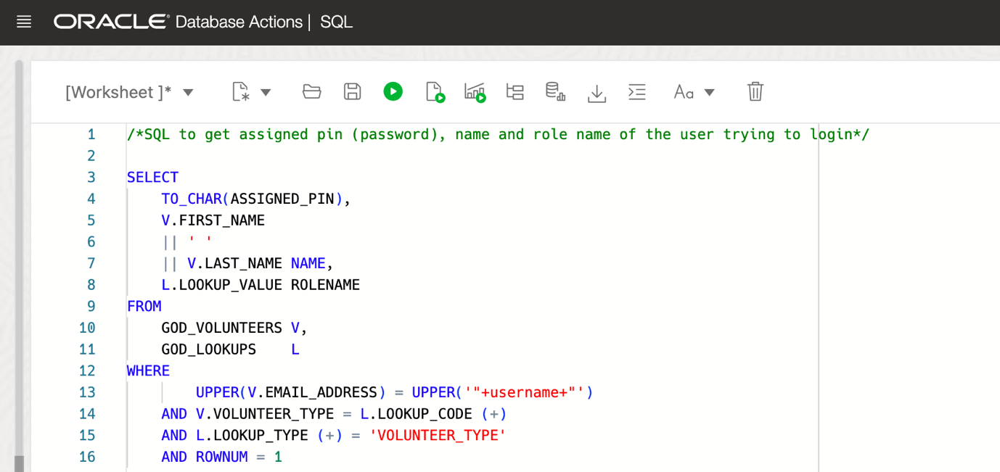 ORACLE® Database Actions | SQL
[Worksheet ]*
Aa
1 /*SQL to get assigned pin (password), name and role name of the user trying to login*/
2
3 SELECT
4 TO_CHAR(ASSIGNED_PIN),
5 V.FIRST_NAME
6 || ' '
7 || V.LAST_NAME NAME,
8 L.LOOKUP_VALUE ROLENAME
9 FROM
10 GOD_VOLUNTEERS V,
11 GOD_LOOKUPS    L
12 WHERE
13 UPPER(V.EMAIL_ADDRESS) = UPPER('"+username+"')
14 AND V.VOLUNTEER_TYPE = L.LOOKUP_CODE (+)
15 AND L.LOOKUP_TYPE (+) = 'VOLUNTEER_TYPE'
16 AND ROWNUM = 1